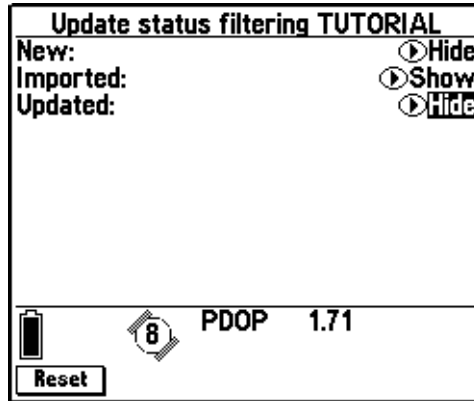 Update status filtering TUTORIAL
New: Hide
Imported: Show
Updated: Hide
8 PDOP 1.71
Reset